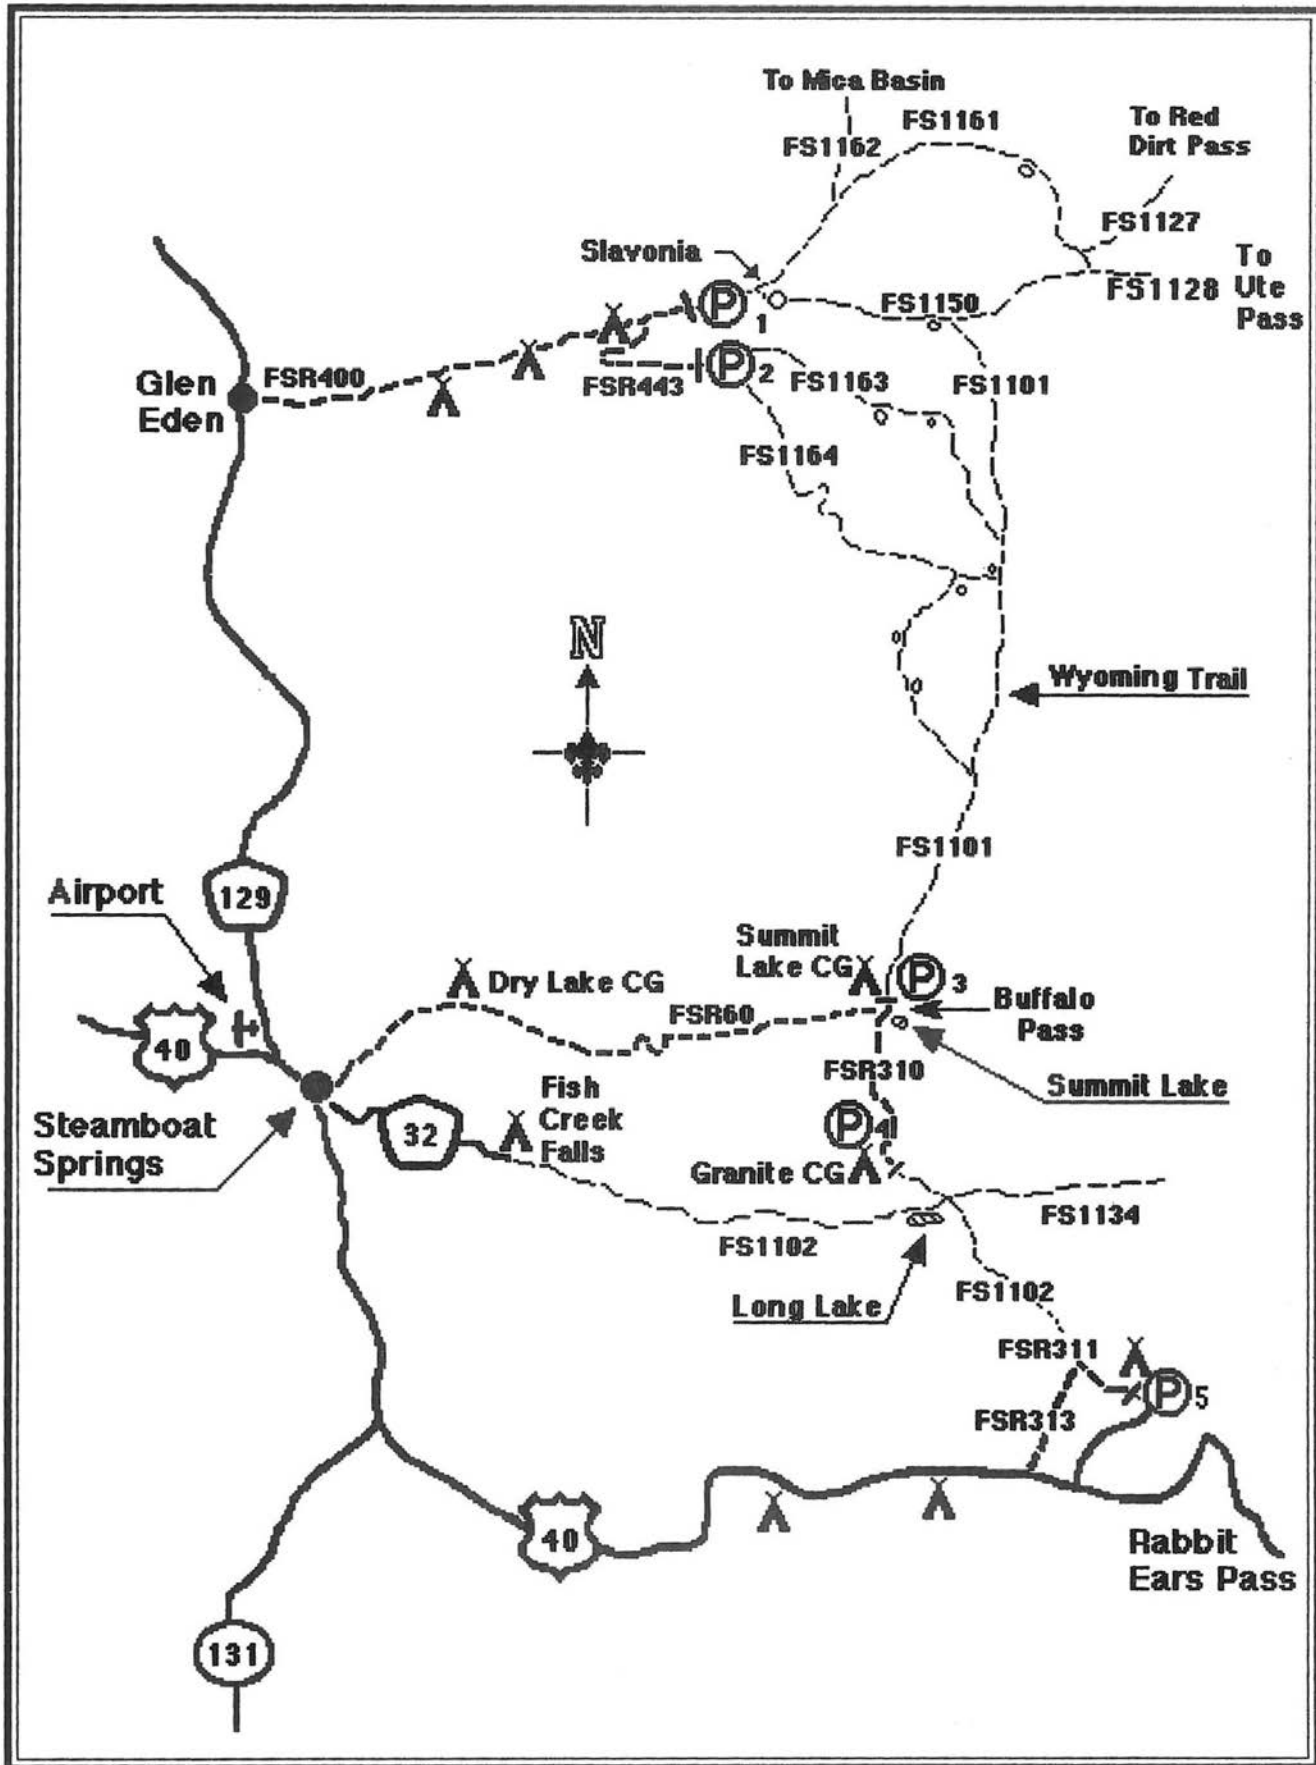 To Mica Basin
FS1161
To Red
Dirt Pass
FS1162
FS1127
Slavonia
To
Ute
Pass
FS1128
P 1
FS1150
Glen
Eden
FSR400
FSR443
P 2
FS1163
FS1101
FS1164
N
Wyoming Trail
FS1101
Airport
129
Summit
Lake CG
P 3
Dry Lake CG
Buffalo
Pass
FSR60
40
FSR310
Summit Lake
Steamboat
Springs
32
Fish
Creek
Falls
P 4
Granite CG
FS1134
FS1102
FS1102
Long Lake
FSR311
P 5
FSR313
40
Rabbit
Ears Pass
131